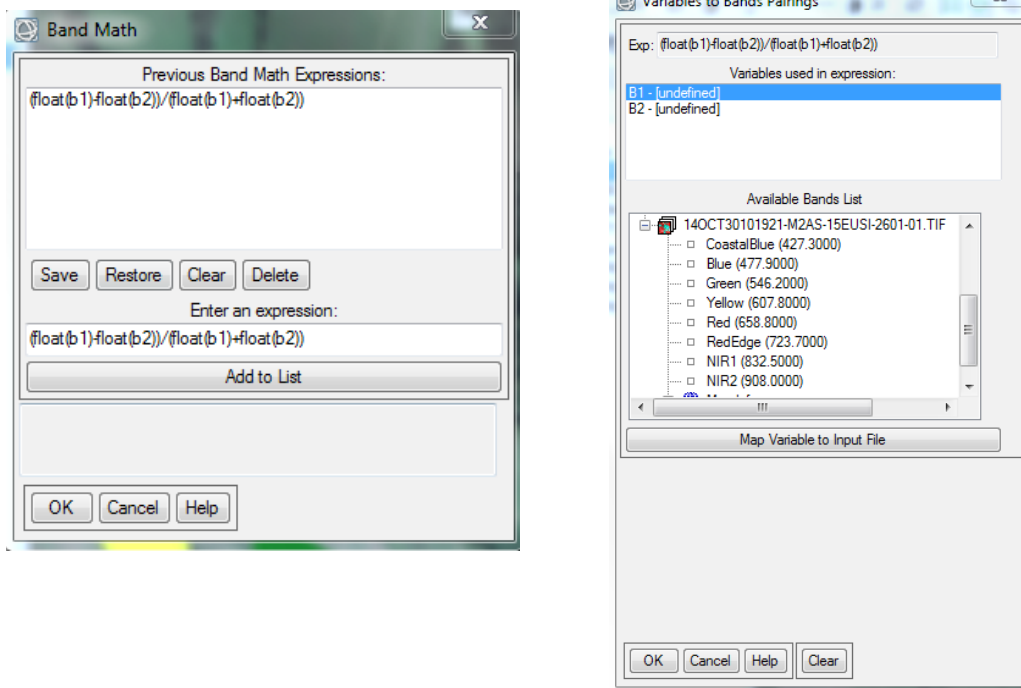 Band Math
Previous Band Math Expressions:
(float(b1)-float(b2))/(float(b1)+float(b2))
Save Restore Clear Delete
Enter an expression:
(float(b1)-float(b2))/(float(b1)+float(b2))
Add to List
OK Cancel Help
Variables to Bands Pairings
Exp: (float(b1)-float(b2))/(float(b1)+float(b2))
Variables used in expression:
B1 - [undefined]
B2 - [undefined]
Available Bands List
14OCT30101921-M2AS-15EUSI-2601-01.TIF
CoastalBlue (427.3000)
Blue (477.9000)
Green (546.2000)
Yellow (607.8000)
Red (658.8000)
RedEdge (723.7000)
NIR1 (832.5000)
NIR2 (908.0000)
Map Variable to Input File
OK Cancel Help Clear